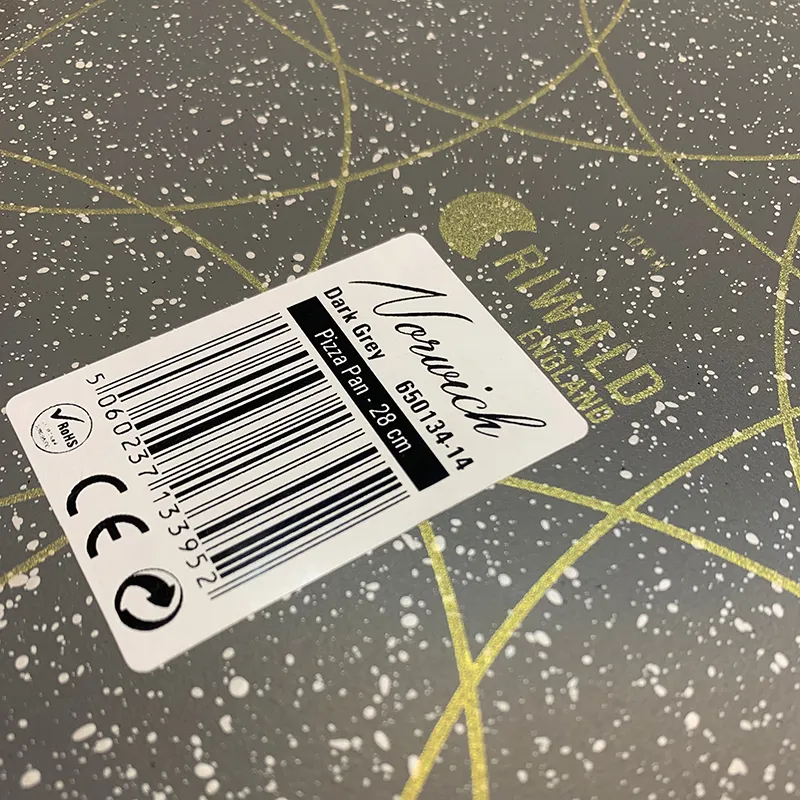 Norwich
Dark Grey 650134-14
Pizza Pan - 28 cm
5 060237 133952
RoHS
CE
RIWALD
ENGLAND